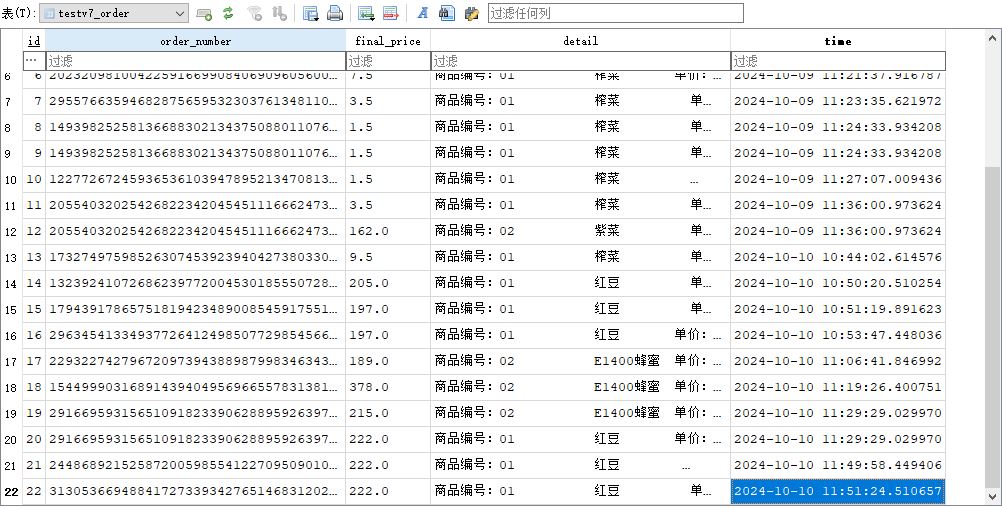 表(T): testv7_order 过滤任何列
id order_number final_price detail time
... 过滤 过滤 过滤 过滤
6 6 202320981004225916699084069096056​00... 7.5 商品编号: 01 榨菜 单价:... 2024-10-09 11:21:37.916787
7 7 29557663594682875659532303761348110... 3.5 商品编号: 01 榨菜 单... 2024-10-09 11:23:35.621972
8 8 14939825258136688302134375088011076... 1.5 商品编号: 01 榨菜 单... 2024-10-09 11:24:33.934208
9 9 14939825258136688302134375088011076... 1.5 商品编号: 01 榨菜 单... 2024-10-09 11:24:33.934208
10 10 12277267245936536103947895213470813... 1.5 商品编号: 01 榨菜 ... 2024-10-09 11:27:07.009436
11 11 20554032025426822342045451116662473... 3.5 商品编号: 01 榨菜 单... 2024-10-09 11:36:00.973624
12 12 20554032025426822342045451116662473... 162.0 商品编号: 02 紫菜 单... 2024-10-09 11:36:00.973624
13 13 17327497598526307453923940427380330... 9.5 商品编号: 01 榨菜 单... 2024-10-10 10:44:02.614576
14 14 13239241072686239772004530185550728... 205.0 商品编号: 01 红豆 单... 2024-10-10 10:50:20.510254
15 15 17943917865751819423489008545917551... 197.0 商品编号: 01 红豆 单... 2024-10-10 10:51:19.891623
16 16 29634541334937726412498507729854566... 197.0 商品编号: 01 红豆 单价:... 2024-10-10 10:53:47.448036
17 17 22932274279672097394388987998346343... 189.0 商品编号: 02 E1400蜂蜜 单价:... 2024-10-10 11:06:41.846992
18 18 15449990316891439404956966557831381... 378.0 商品编号: 02 E1400蜂蜜 单价:... 2024-10-10 11:19:26.400751
19 19 29166959315651091823390628895926397... 215.0 商品编号: 02 E1400蜂蜜 单价:... 2024-10-10 11:29:29.029970
20 20 29166959315651091823390628895926397... 222.0 商品编号: 01 红豆 单价:... 2024-10-10 11:29:29.029970
21 21 24486892152587200598554122709509010... 222.0 商品编号: 01 红豆 ... 2024-10-10 11:49:58.449406
22 22 31305366948841727339342765146831202... 222.0 商品编号: 01 红豆 单... 2024-10-10 11:51:24.510657